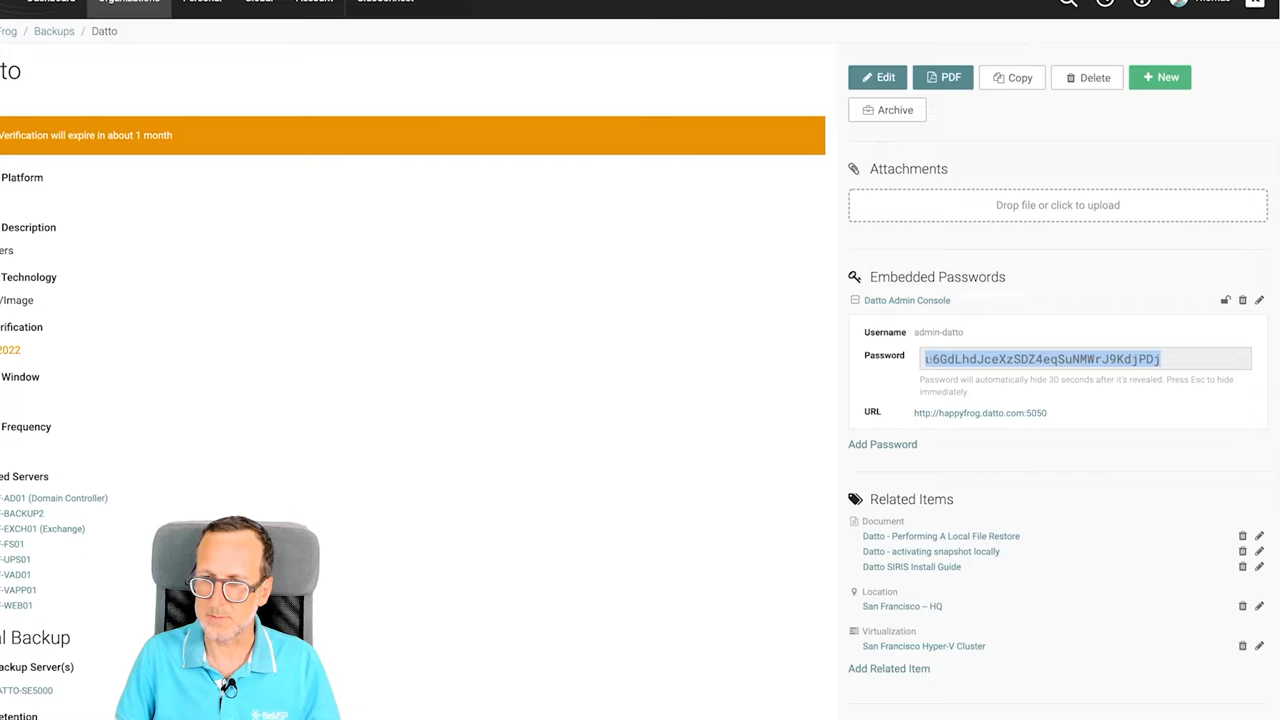 Frog / Backups / Datto
to
Verification will expire in about 1 month
Platform
Description
ers
Technology
/Image
rification
2022
Window
Frequency
ed Servers
-AD01 (Domain Controller)
-BACKUP2
-EXCH01 (Exchange)
-FS01
-UPS01
-VAD01
-VAPP01
-WEB01
l Backup
ackup Server(s)
ATTO-SE5000
etention
Edit
PDF
Copy
Delete
+ New
Archive
Attachments
Drop file or click to upload
Embedded Passwords
Datto Admin Console
Username admin-datto
Password u6GdLhdJceXzSDZ4eqSuNMWrJ9KdjPDj
Password will automatically hide 30 seconds after it's revealed. Press Esc to hide
immediately.
URL http://happyfrog.datto.com:5050
Add Password
Related Items
Document
Datto - Performing A Local File Restore
Datto - activating snapshot locally
Datto SIRIS Install Guide
Location
San Francisco – HQ
Virtualization
San Francisco Hyper-V Cluster
Add Related Item